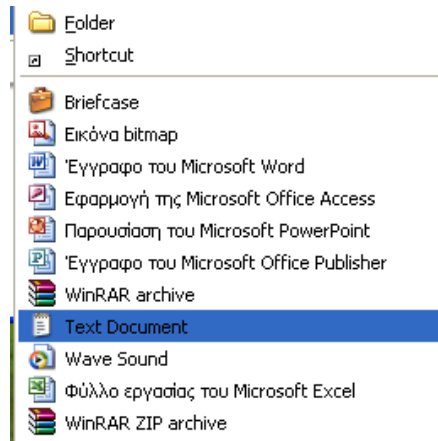 Folder
Shortcut
Briefcase
Εικόνα bitmap
Έγγραφο του Microsoft Word
Εφαρμογή της Microsoft Office Access
Παρουσίαση του Microsoft PowerPoint
Έγγραφο του Microsoft Office Publisher
WinRAR archive
Text Document
Wave Sound
Φύλλο εργασίας του Microsoft Excel
WinRAR ZIP archive